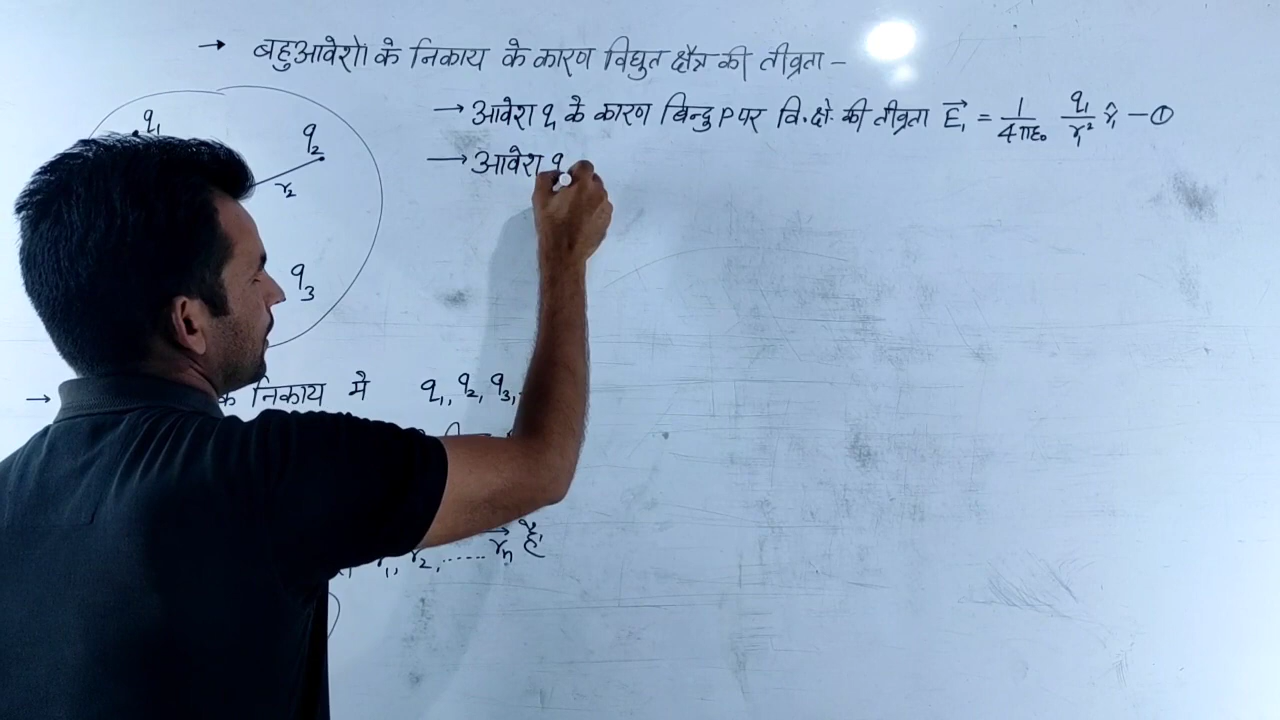 → बहुआवेशों के निकाय के कारण विद्युत क्षेत्र की तीव्रता –
→ आवेश q₁ के कारण बिन्दु P पर वि.क्षे. की तीव्रता E⃗₁ = 1/4πε₀ q₁/r₁² r̂₁ – ①
→ आवेश q
q₁
q₂
r₂
q₃
→ के निकाय में q₁, q₂, q₃,
r₁, r₂, ...... rₙ है।